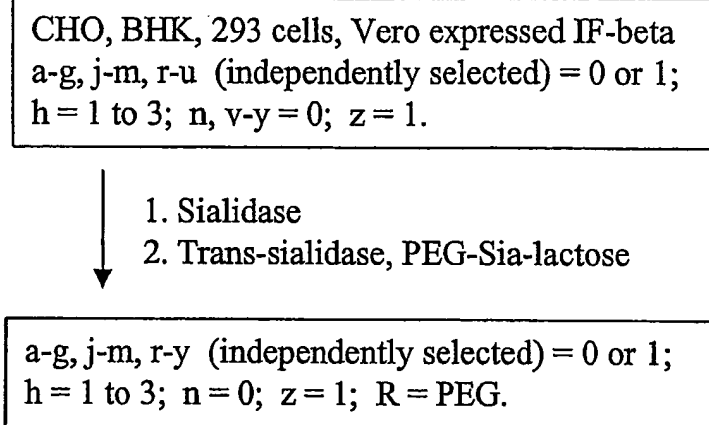 CHO, BHK, 293 cells, Vero expressed IF-beta
a-g, j-m, r-u (independently selected) = 0 or 1;
h = 1 to 3; n, v-y = 0; z = 1.
1. Sialidase
2. Trans-sialidase, PEG-Sia-lactose
a-g, j-m, r-y (independently selected) = 0 or 1;
h = 1 to 3; n = 0; z = 1; R = PEG.